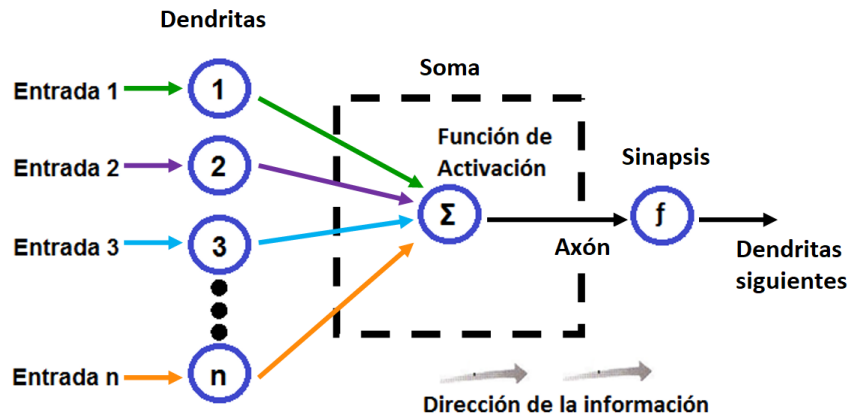 Dendritas
Entrada 1
1
Soma
Entrada 2
2
Función de
Activación
Sinapsis
Σ
ƒ
Entrada 3
3
Axón
Dendritas
siguientes
Entrada n
n
Dirección de la información